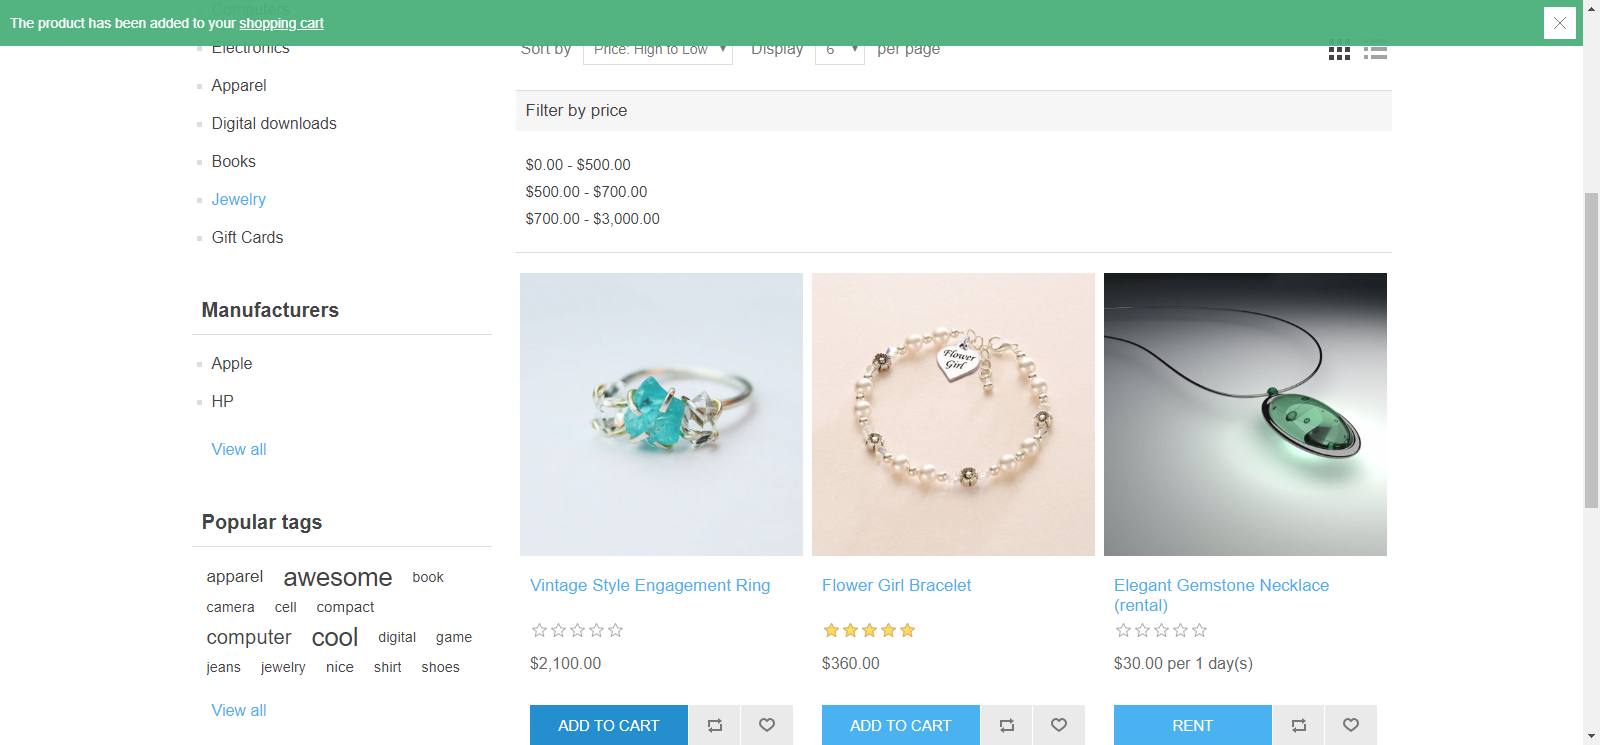 Computers
The product has been added to your shopping cart
Electronics
Apparel
Digital downloads
Books
Jewelry
Gift Cards
Manufacturers
Apple
HP
View all
Popular tags
apparel awesome book
camera cell compact
computer cool digital game
jeans jewelry nice shirt shoes
View all
Sort by Price: High to Low Display 6 per page
Filter by price
$0.00 - $500.00
$500.00 - $700.00
$700.00 - $3,000.00
Flower
Girl
Vintage Style Engagement Ring
$2,100.00
ADD TO CART
Flower Girl Bracelet
$360.00
ADD TO CART
Elegant Gemstone Necklace
(rental)
$30.00 per 1 day(s)
RENT